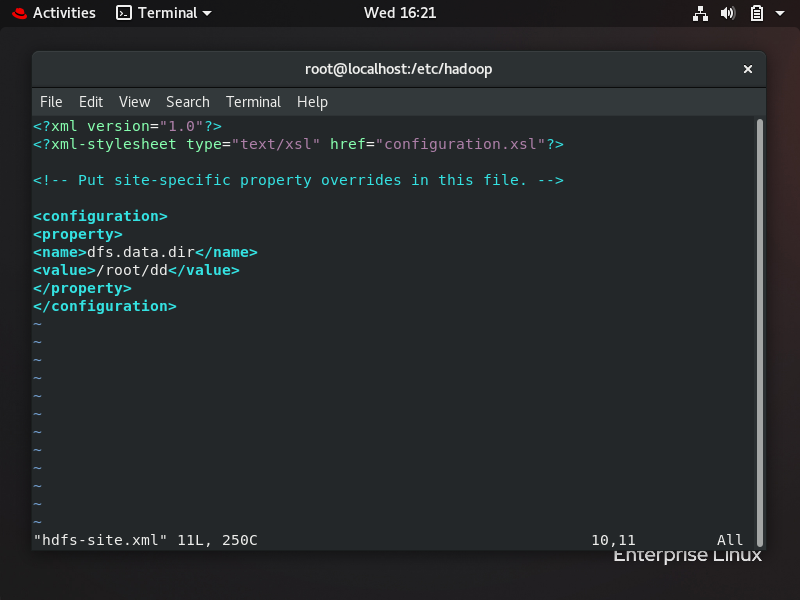 Activities Terminal Wed 16:21
root@localhost:/etc/hadoop ×
File Edit View Search Terminal Help
<?xml version="1.0"?>
<?xml-stylesheet type="text/xsl" href="configuration.xsl"?>
<!-- Put site-specific property overrides in this file. -->
<configuration>
<property>
<name>dfs.data.dir</name>
<value>/root/dd</value>
</property>
</configuration>
~
~
~
~
~
~
~
~
~
~
~
~
"hdfs-site.xml" 11L, 250C 10,11 All
Enterprise Linux